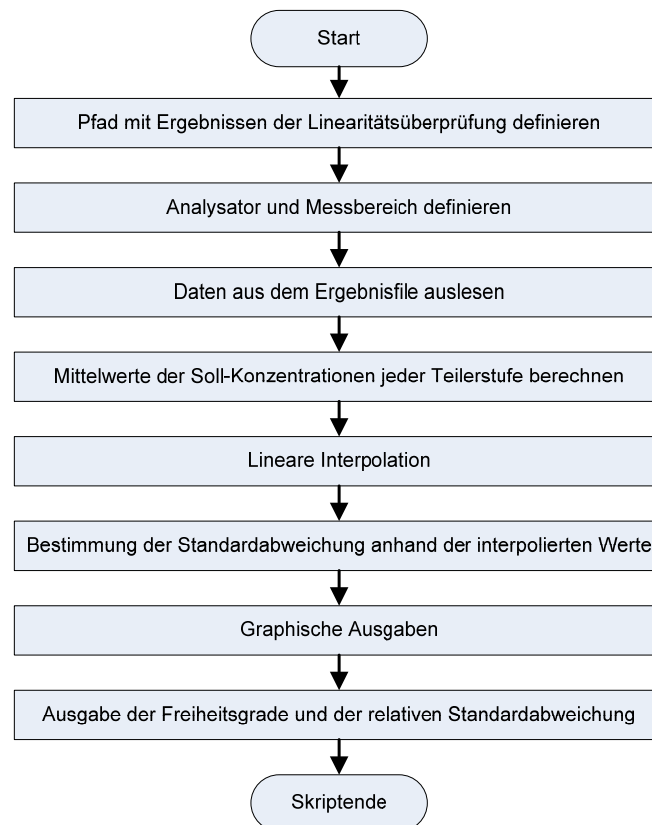 Start
Pfad mit Ergebnissen der Linearitätsüberprüfung definieren
Analysator und Messbereich definieren
Daten aus dem Ergebnisfile auslesen
Mittelwerte der Soll-Konzentrationen jeder Teilerstufe berechnen
Lineare Interpolation
Bestimmung der Standardabweichung anhand der interpolierten Werte
Graphische Ausgaben
Ausgabe der Freiheitsgrade und der relativen Standardabweichung
Skriptende